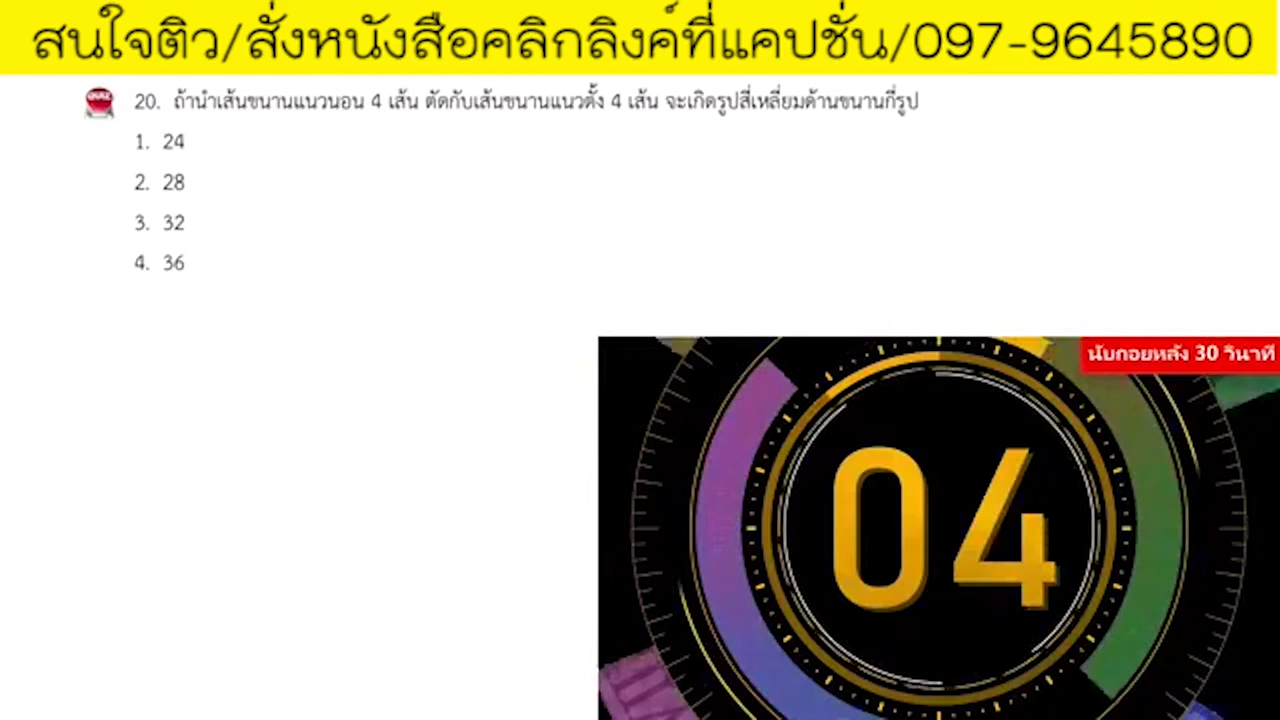 สนใจติว/สั่งหนังสือคลิกลิงค์ที่แคปชั่น/097-9645890
QUIZ
20. ถ้านำเส้นขนานแนวนอน 4 เส้น ตัดกับเส้นขนานแนวตั้ง 4 เส้น จะเกิดรูปสี่เหลี่ยมด้านขนานกี่รูป
1. 24
2. 28
3. 32
4. 36
นับถอยหลัง 30 วินาที
04